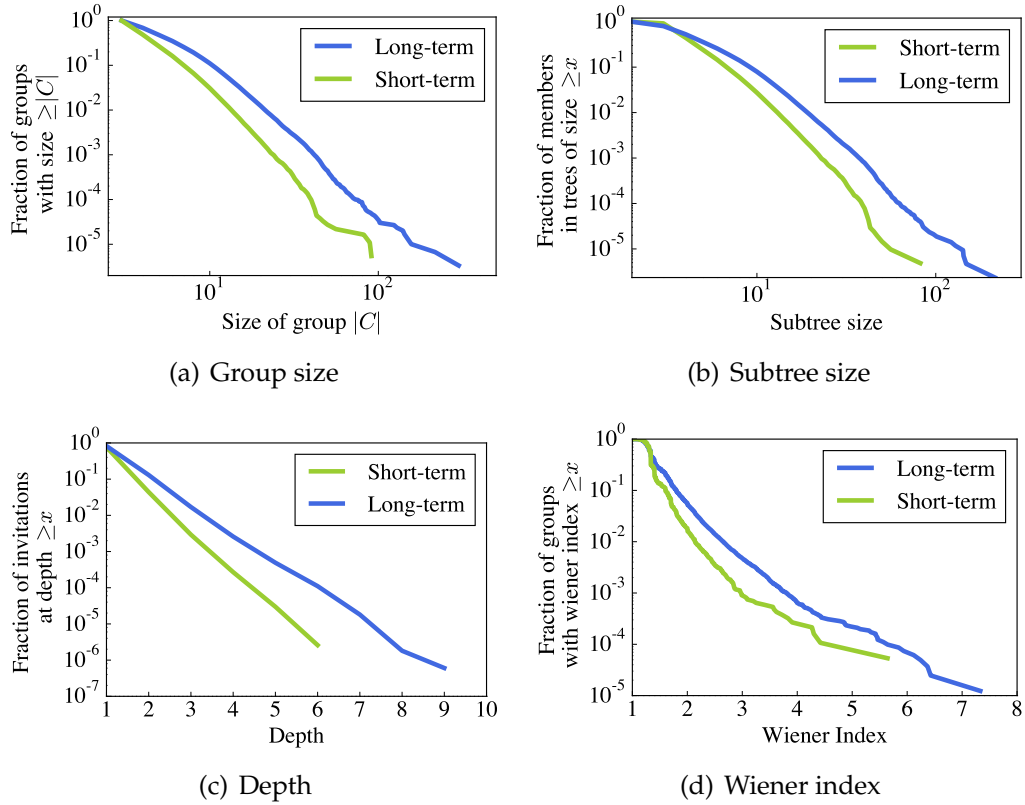 Fraction of groups
with size ≥|C|
10^0
10^-1
10^-2
10^-3
10^-4
10^-5
Long-term
Short-term
10^1
10^2
Size of group |C|
(a) Group size
Fraction of members
in trees of size ≥x
10^0
10^-1
10^-2
10^-3
10^-4
10^-5
Short-term
Long-term
10^1
10^2
Subtree size
(b) Subtree size
Fraction of invitations
at depth ≥x
10^0
10^-1
10^-2
10^-3
10^-4
10^-5
10^-6
10^-7
Short-term
Long-term
1 2 3 4 5 6 7 8 9 10
Depth
(c) Depth
Fraction of groups
with wiener index ≥x
10^0
10^-1
10^-2
10^-3
10^-4
10^-5
Long-term
Short-term
1 2 3 4 5 6 7 8
Wiener Index
(d) Wiener index